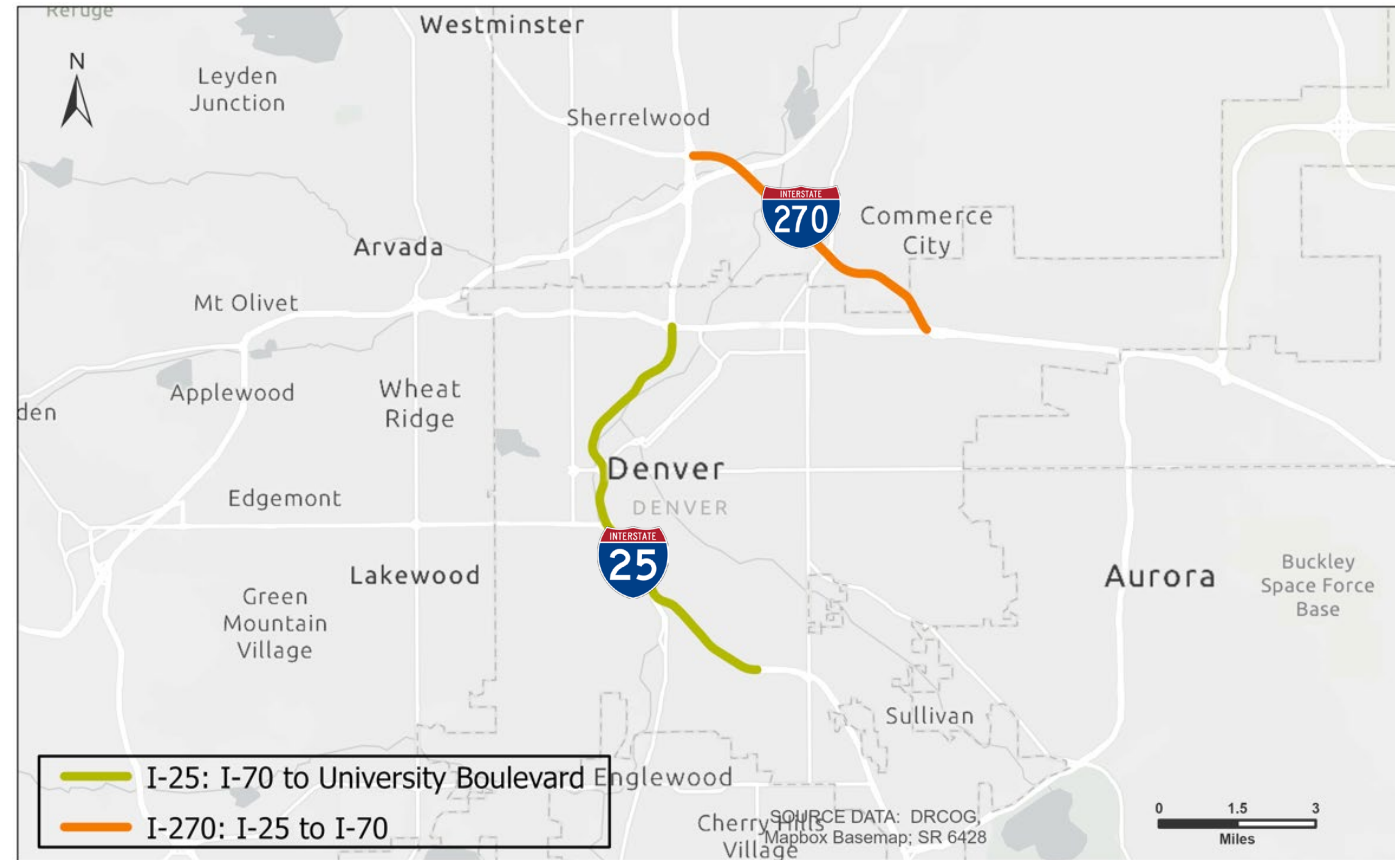 Refuge
Westminster
N
Leyden
Junction
Sherrelwood
INTERSTATE
270
Commerce
City
Arvada
Mt Olivet
Applewood
Wheat
Ridge
den
Denver
Edgemont
DENVER
INTERSTATE
25
Lakewood
Aurora
Buckley
Space Force
Base
Green
Mountain
Village
Sullivan
I-25: I-70 to University Boulevard
Englewood
I-270: I-25 to I-70
Cherry Hills
Village
SOURCE DATA: DRCOG,
Mapbox Basemap; SR 6428
0 1.5 3
Miles